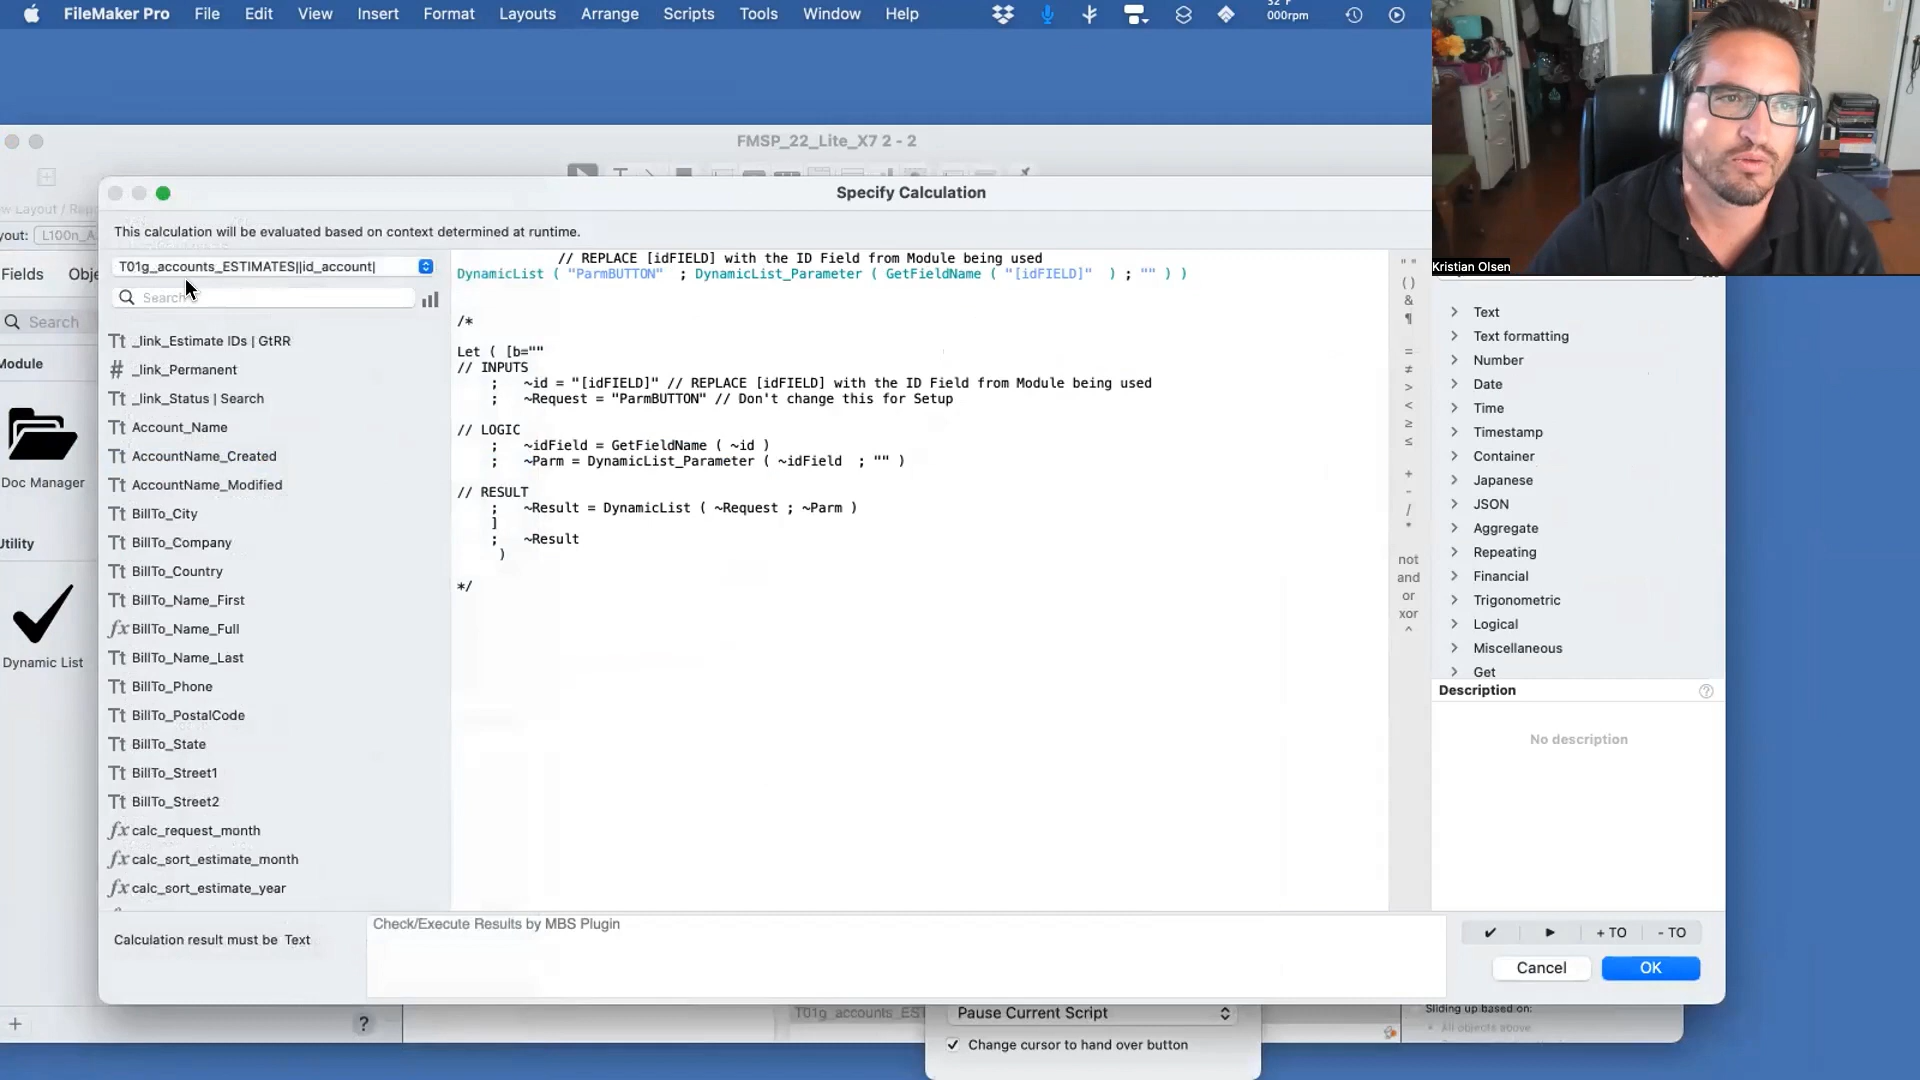 FileMaker Pro File Edit View Insert Format Layouts Arrange Scripts Tools Window Help
000rpm
FMSP_22_Lite_X7 2 - 2
Specify Calculation
This calculation will be evaluated based on context determined at runtime.
T01g_accounts_ESTIMATES||id_account|
Search
_link_Estimate IDs | GtRR
_link_Permanent
_link_Status | Search
Account_Name
AccountName_Created
AccountName_Modified
BillTo_City
BillTo_Company
BillTo_Country
BillTo_Name_First
BillTo_Name_Full
BillTo_Name_Last
BillTo_Phone
BillTo_PostalCode
BillTo_State
BillTo_Street1
BillTo_Street2
calc_request_month
calc_sort_estimate_month
calc_sort_estimate_year
// REPLACE [idFIELD] with the ID Field from Module being used
DynamicList ( "ParmBUTTON"  ; DynamicList_Parameter ( GetFieldName ( "[idFIELD]"  ) ; "" ) )
/*
Let ( [b=""
// INPUTS
; ~id = "[idFIELD]" // REPLACE [idFIELD] with the ID Field from Module being used
; ~Request = "ParmBUTTON" // Don't change this for Setup
// LOGIC
; ~idField = GetFieldName ( ~id )
; ~Parm = DynamicList_Parameter ( ~idField  ; "" )
// RESULT
; ~Result = DynamicList ( ~Request ; ~Parm )
]
; ~Result
)
*/
" "
( )
&
¶
=
≠
>
<
≥
≤
+
-
/
*
not
and
or
xor
^
Kristian Olsen
Text
Text formatting
Number
Date
Time
Timestamp
Container
Japanese
JSON
Aggregate
Repeating
Financial
Trigonometric
Logical
Miscellaneous
Get
Description
No description
Calculation result must be Text
Check/Execute Results by MBS Plugin
+ TO - TO
Cancel OK
L100n_A
Fields
Search
Doc Manager
Dynamic List
T01g_accounts_EST
Pause Current Script
Change cursor to hand over button
Sliding up based on:
All objects above